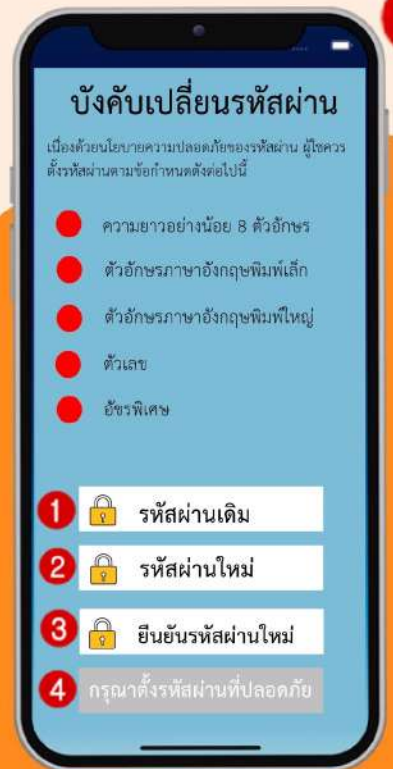 บังคับเปลี่ยนรหัสผ่าน
เนื่องด้วยนโยบายความปลอดภัยของรหัสผ่าน ผู้ใช้ควร
ตั้งรหัสผ่านตามข้อกำหนดดังต่อไปนี้
ความยาวอย่างน้อย 8 ตัวอักษร
ตัวอักษรภาษาอังกฤษพิมพ์เล็ก
ตัวอักษรภาษาอังกฤษพิมพ์ใหญ่
ตัวเลข
อัขรพิเศษ
1 รหัสผ่านเดิม
2 รหัสผ่านใหม่
3 ยืนยันรหัสผ่านใหม่
4 กรุณาตั้งรหัสผ่านที่ปลอดภัย